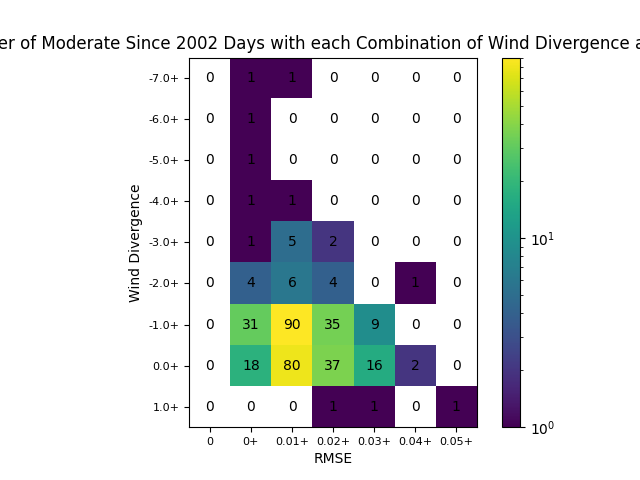 er of Moderate Since 2002 Days with each Combination of Wind Divergence a
-7.0+ 0 1 1 0 0 0 0
-6.0+ 0 1 0 0 0 0 0
-5.0+ 0 1 0 0 0 0 0
-4.0+ 0 1 1 0 0 0 0
-3.0+ 0 1 5 2 0 0 0
-2.0+ 0 4 6 4 0 1 0
-1.0+ 0 31 90 35 9 0 0
0.0+ 0 18 80 37 16 2 0
1.0+ 0 0 0 1 1 0 1
0 0+ 0.01+ 0.02+ 0.03+ 0.04+ 0.05+
RMSE
Wind Divergence
10¹
10⁰